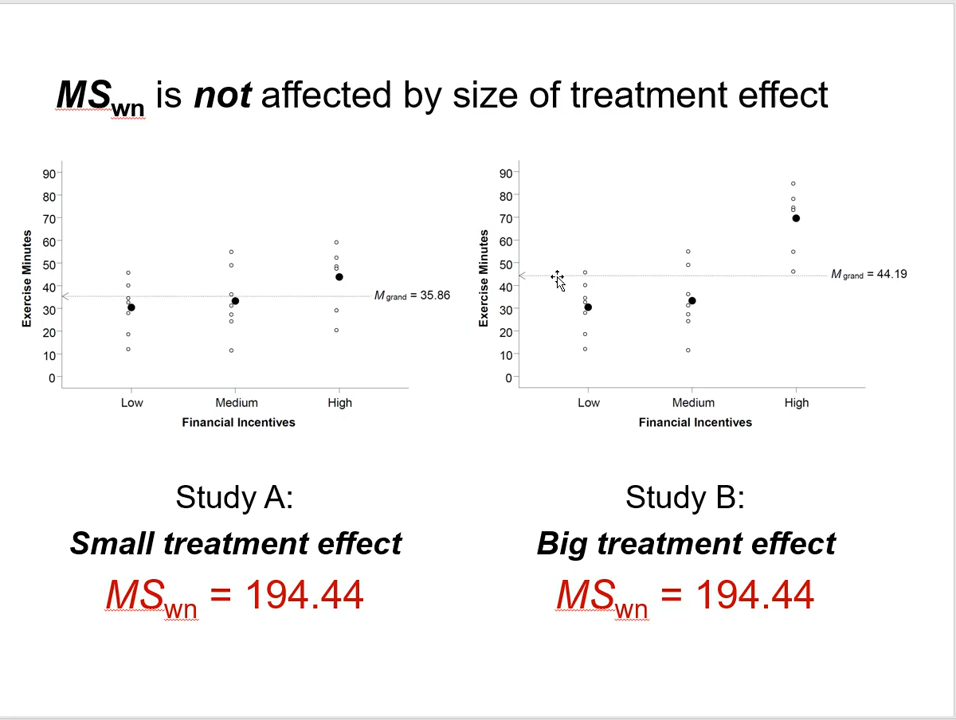 MSwn is not affected by size of treatment effect
90
80
70
60
50
40
30
20
10
0
Exercise Minutes
Mgrand = 35.86
Low Medium High
Financial Incentives
90
80
70
60
50
40
30
20
10
0
Exercise Minutes
Mgrand = 44.19
Low Medium High
Financial Incentives
Study A:
Small treatment effect
MSwn = 194.44
Study B:
Big treatment effect
MSwn = 194.44